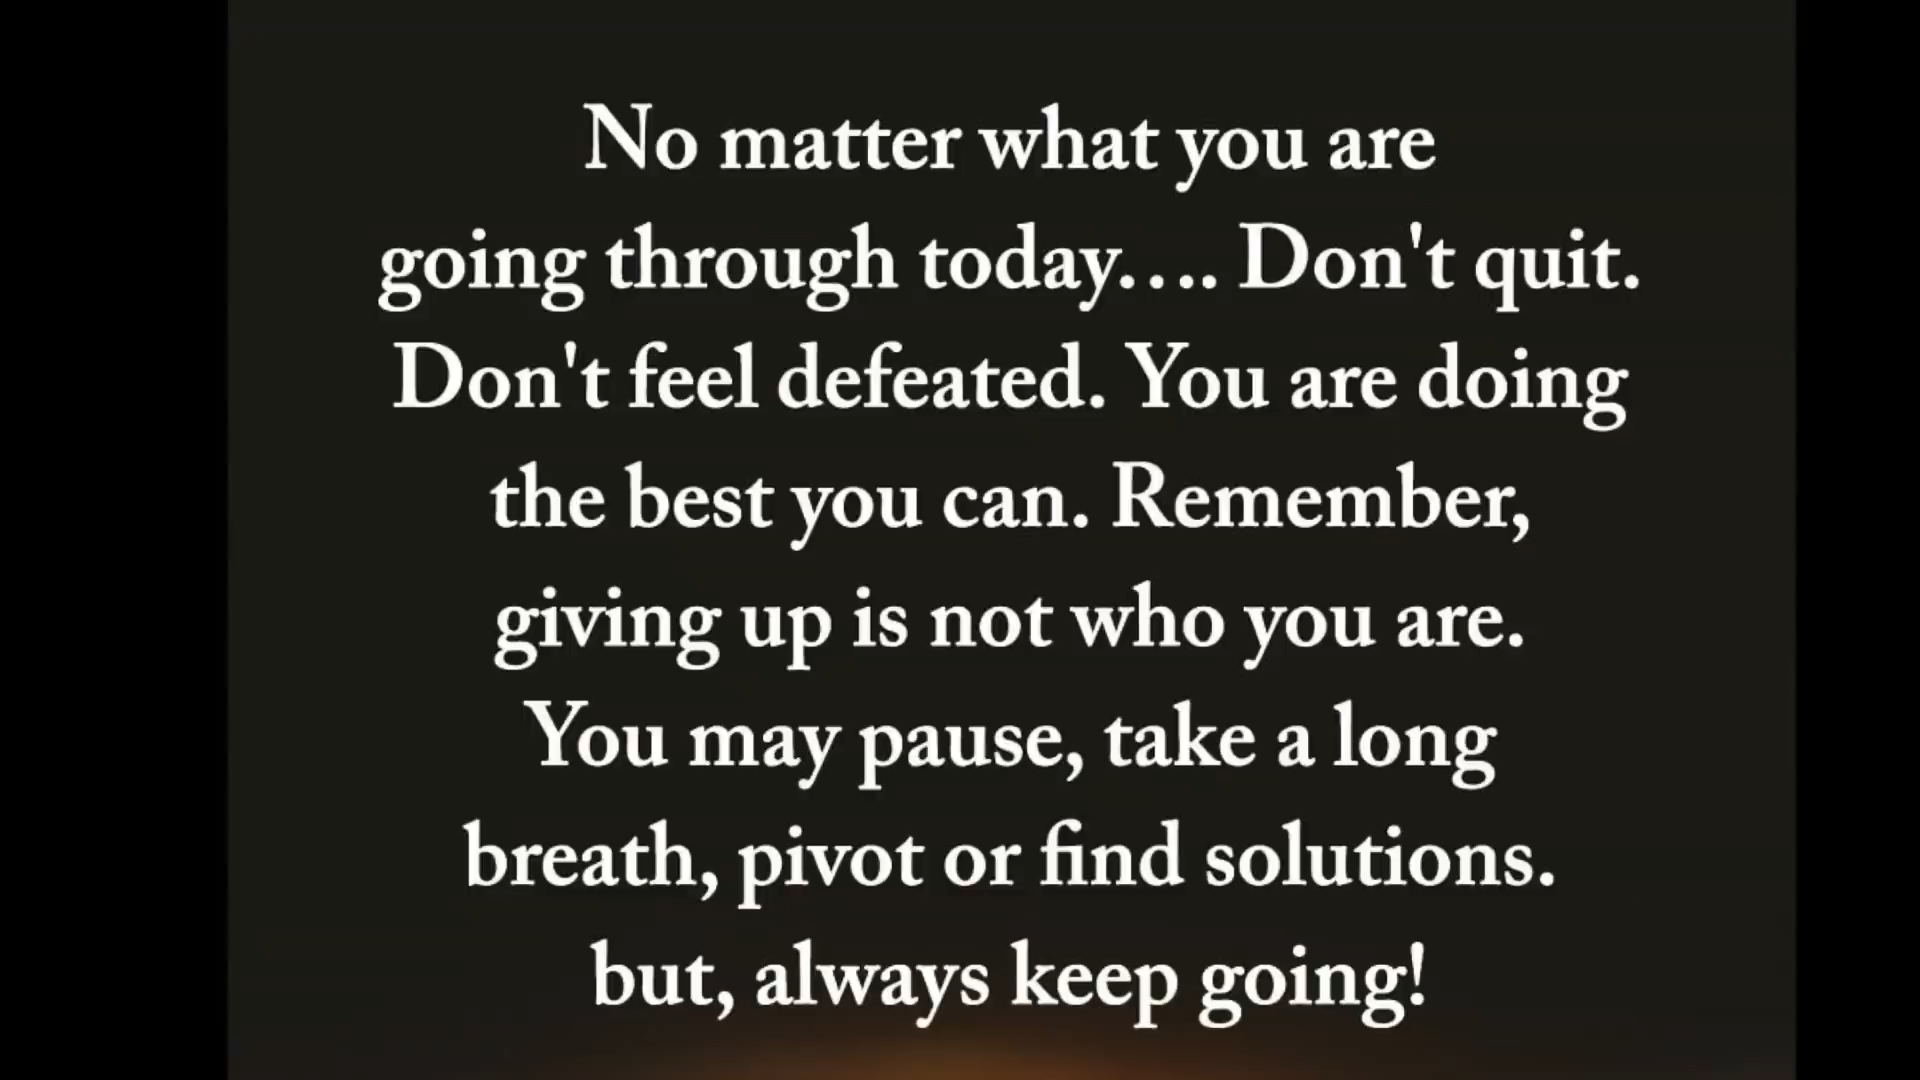 No matter what you are
going through today.... Don't quit.
Don't feel defeated. You are doing
the best you can. Remember,
giving up is not who you are.
You may pause, take a long
breath, pivot or find solutions.
but, always keep going!